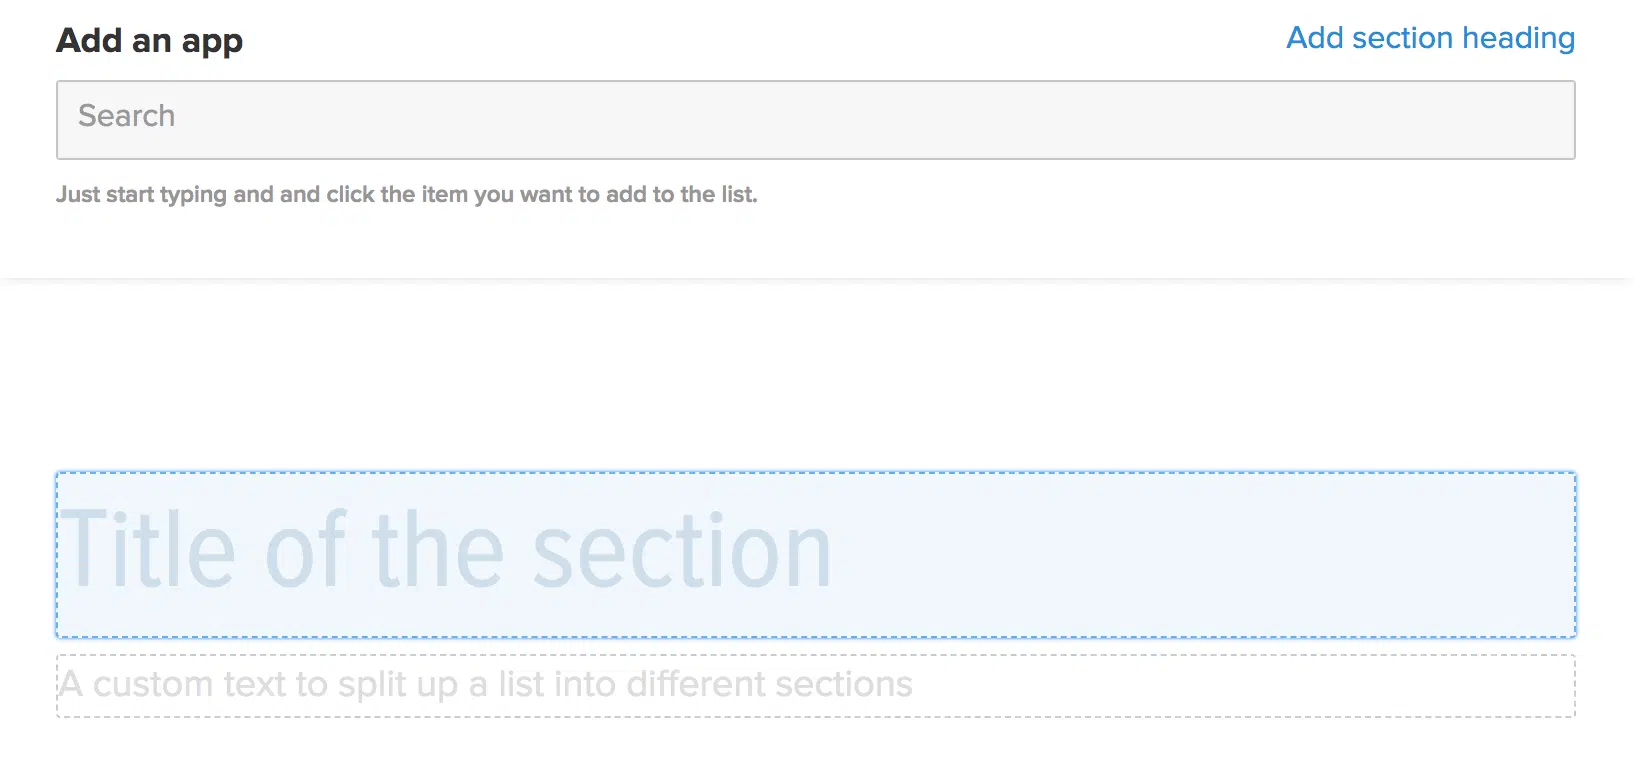 Add an app
Add section heading
Search
Just start typing and and click the item you want to add to the list.
Title of the section
A custom text to split up a list into different sections